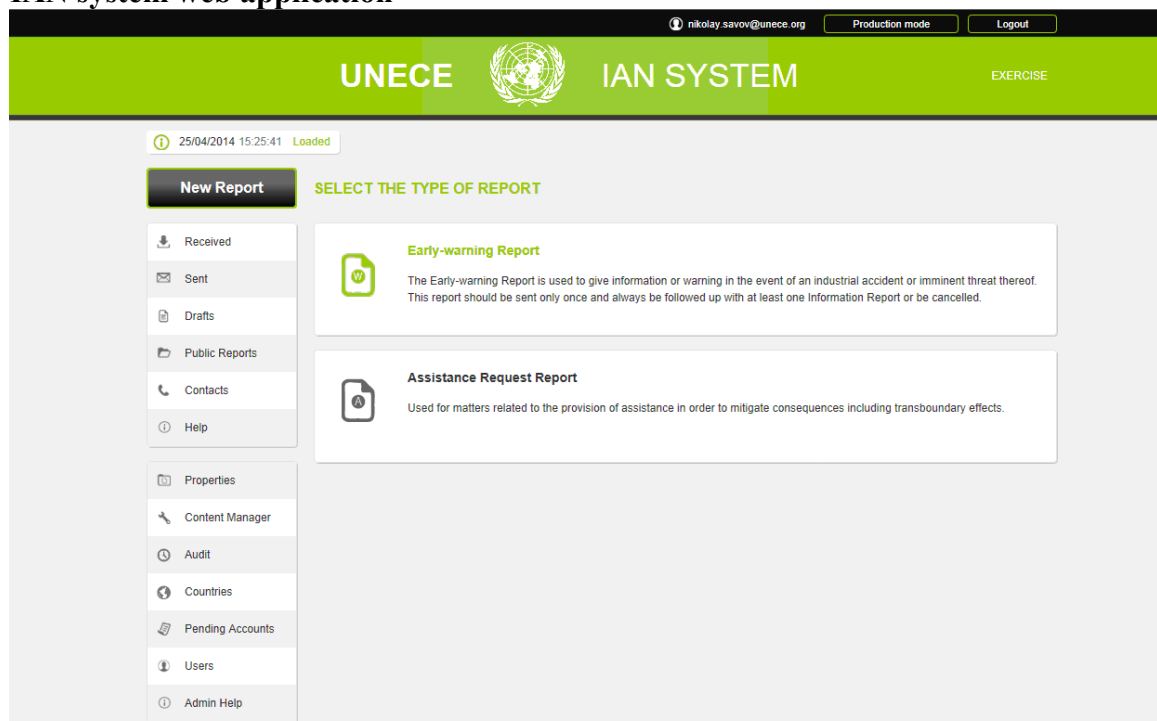 IAN system web application
nikolay.savov@unece.org Production mode Logout
UNECE IAN SYSTEM EXERCISE
25/04/2014 15:25:41 Loaded
New Report
SELECT THE TYPE OF REPORT
Received
Sent
Drafts
Public Reports
Contacts
Help
Properties
Content Manager
Audit
Countries
Pending Accounts
Users
Admin Help
W
Early-warning Report
The Early-warning Report is used to give information or warning in the event of an industrial accident or imminent threat thereof.
This report should be sent only once and always be followed up with at least one Information Report or be cancelled.
A
Assistance Request Report
Used for matters related to the provision of assistance in order to mitigate consequences including transboundary effects.